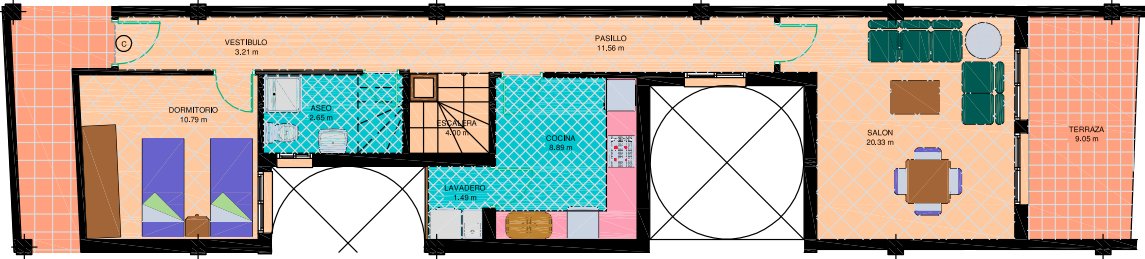 C
VESTÍBULO
3.21 m
PASILLO
11.56 m
DORMITORIO
10.79 m
ASEO
2.65 m
ESCALERA
4.00 m
COCINA
8.89 m
LAVADERO
1.49 m
SALON
20.33 m
TERRAZA
9.05 m